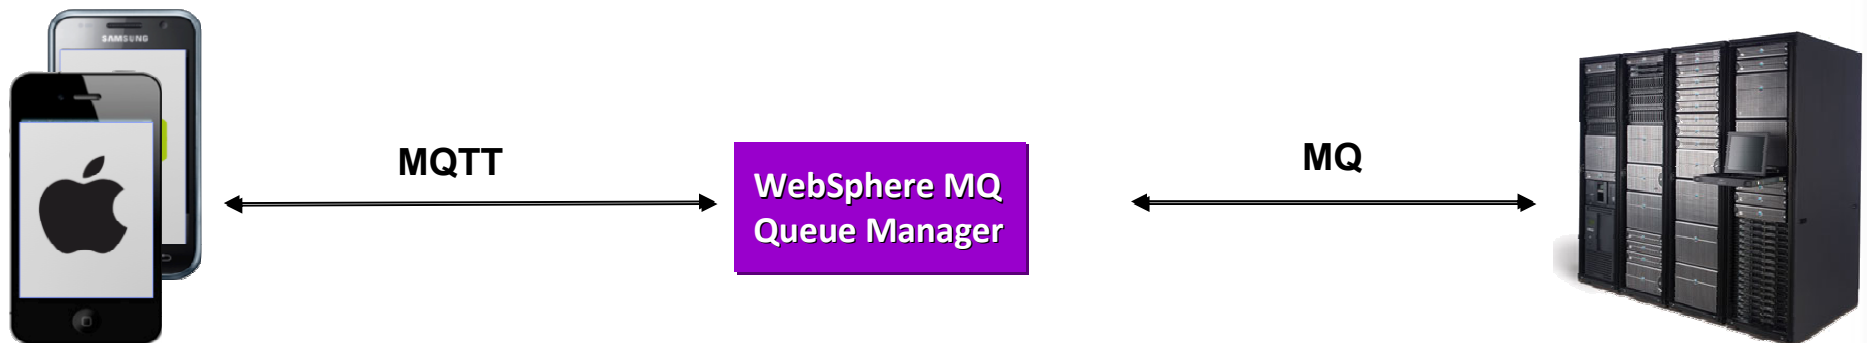 SAMSUNG
MQTT
WebSphere MQ
Queue Manager
MQ